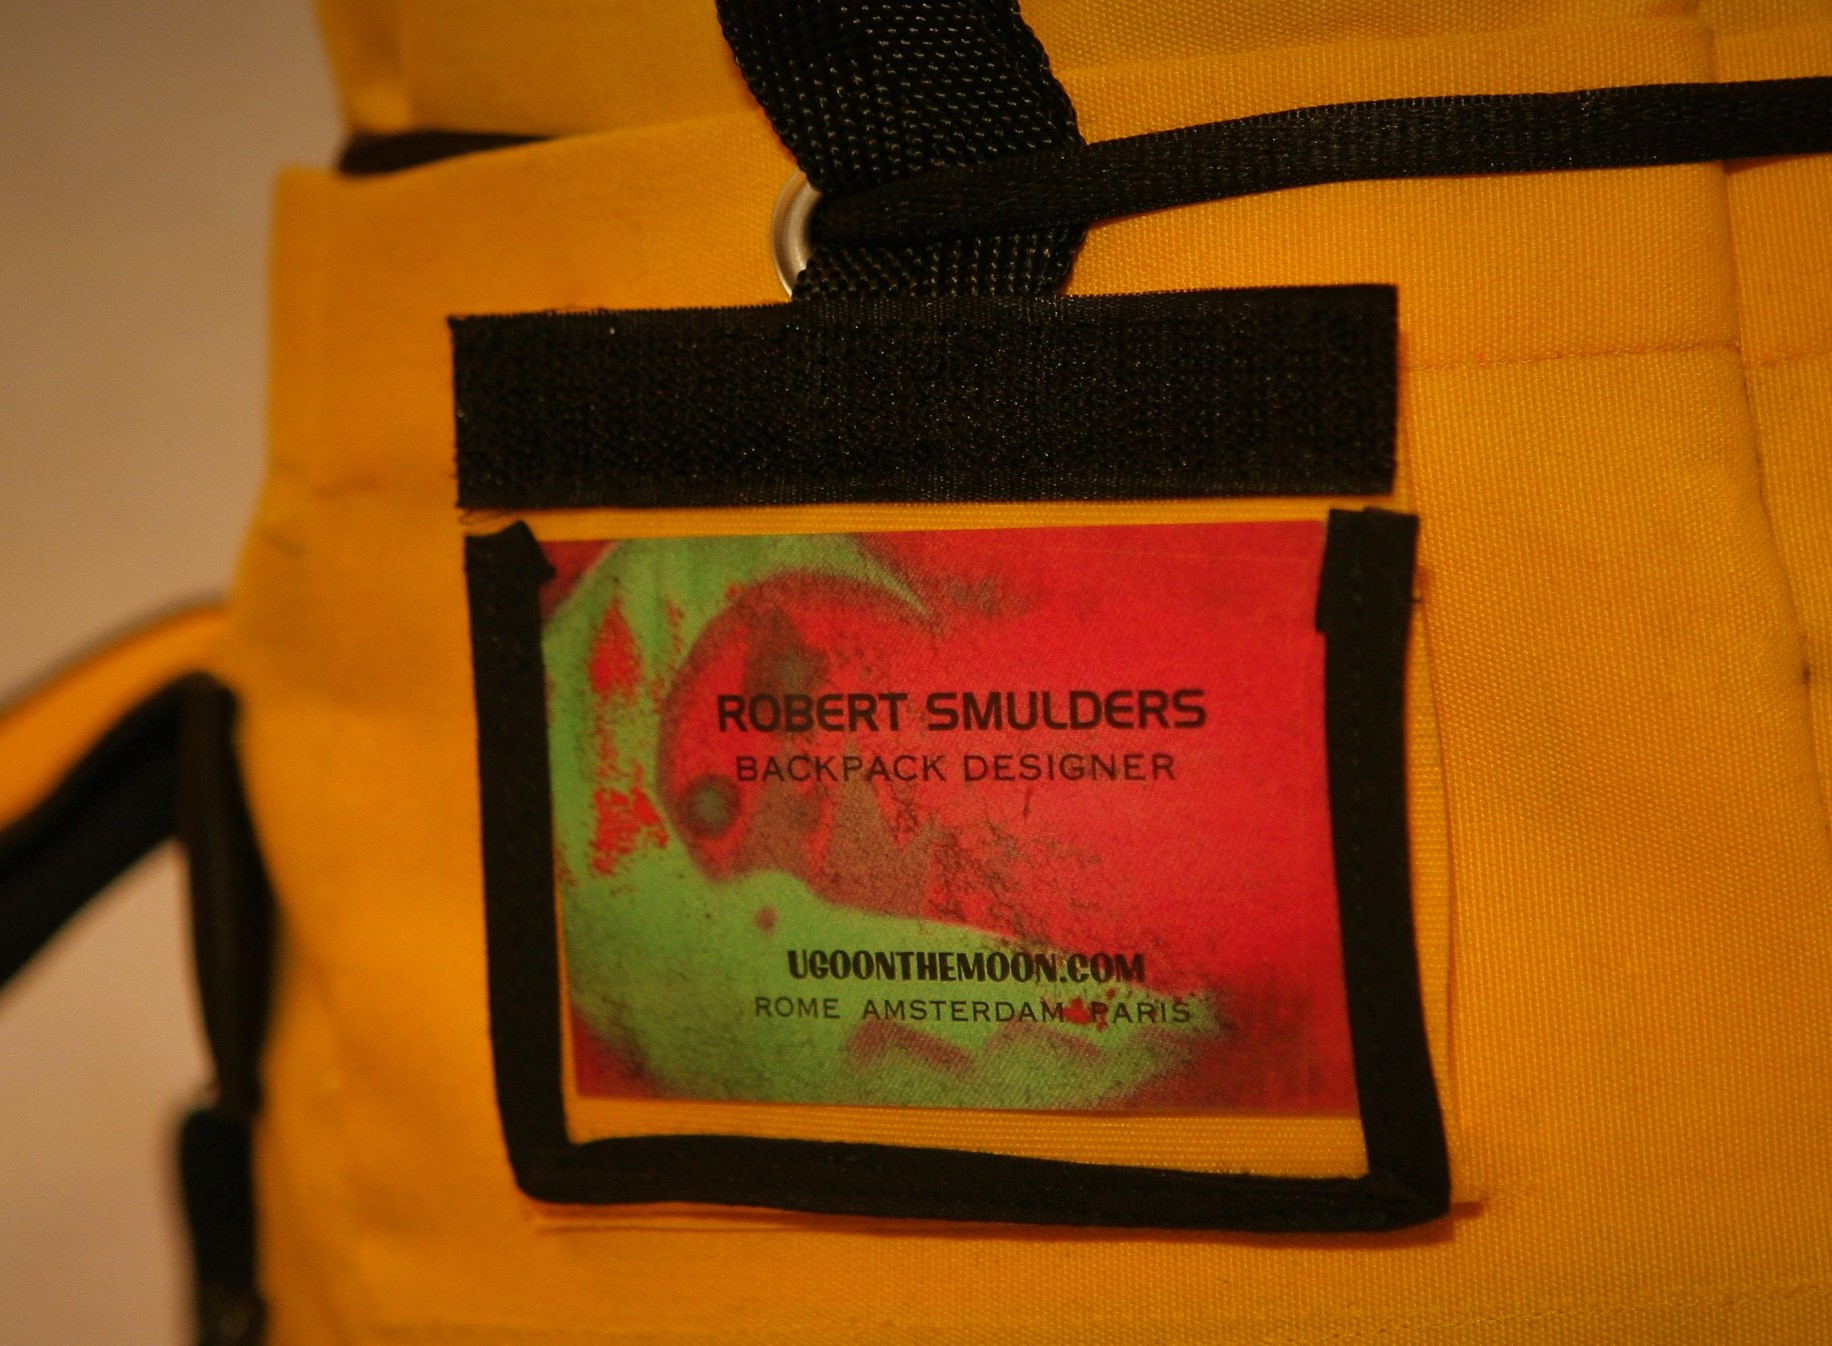 ROBERT SMULDERS
BACKPACK DESIGNER
UGOONTHEMOON.COM
ROME AMSTERDAM PARIS